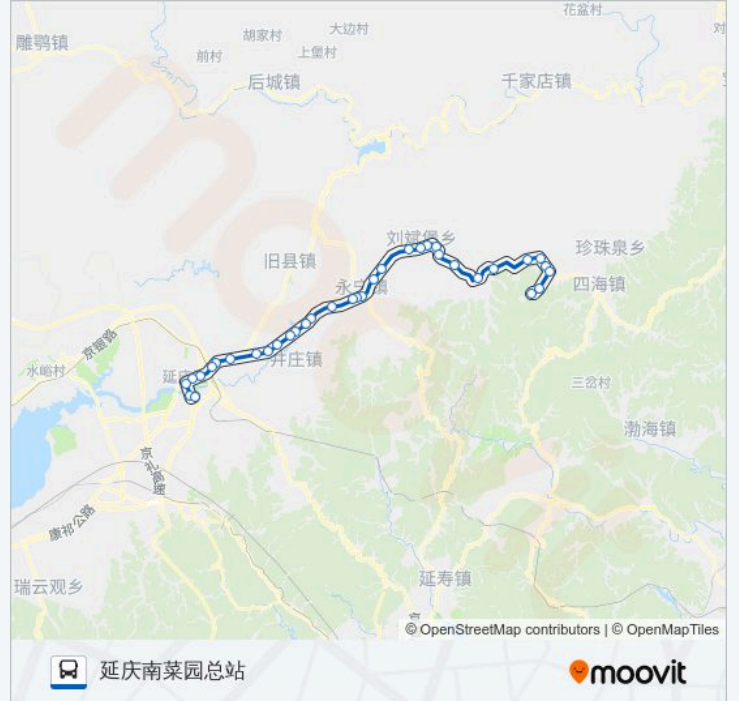 花盆村
大边村
雕鹗镇
胡家村
前村
上堡村
后城镇
千家店镇
刘斌堡乡
珍珠泉乡
旧县镇
四海镇
永宁镇
京银路
井庄镇
水峪村
三岔村
渤海镇
京礼高速
康祁公路
延寿镇
瑞云观乡
© OpenStreetMap contributors | © OpenMapTiles
延庆南菜园总站
moovit